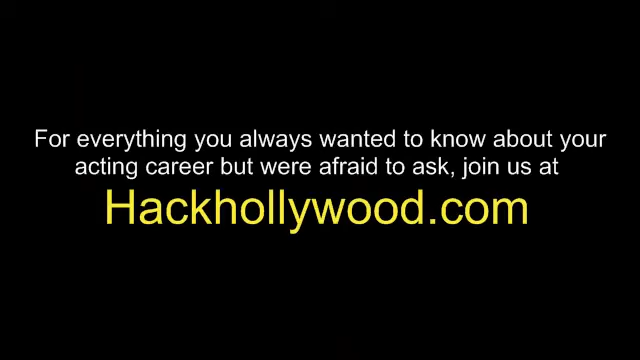 For everything you always wanted to know about your
acting career but were afraid to ask, join us at
Hackhollywood.com